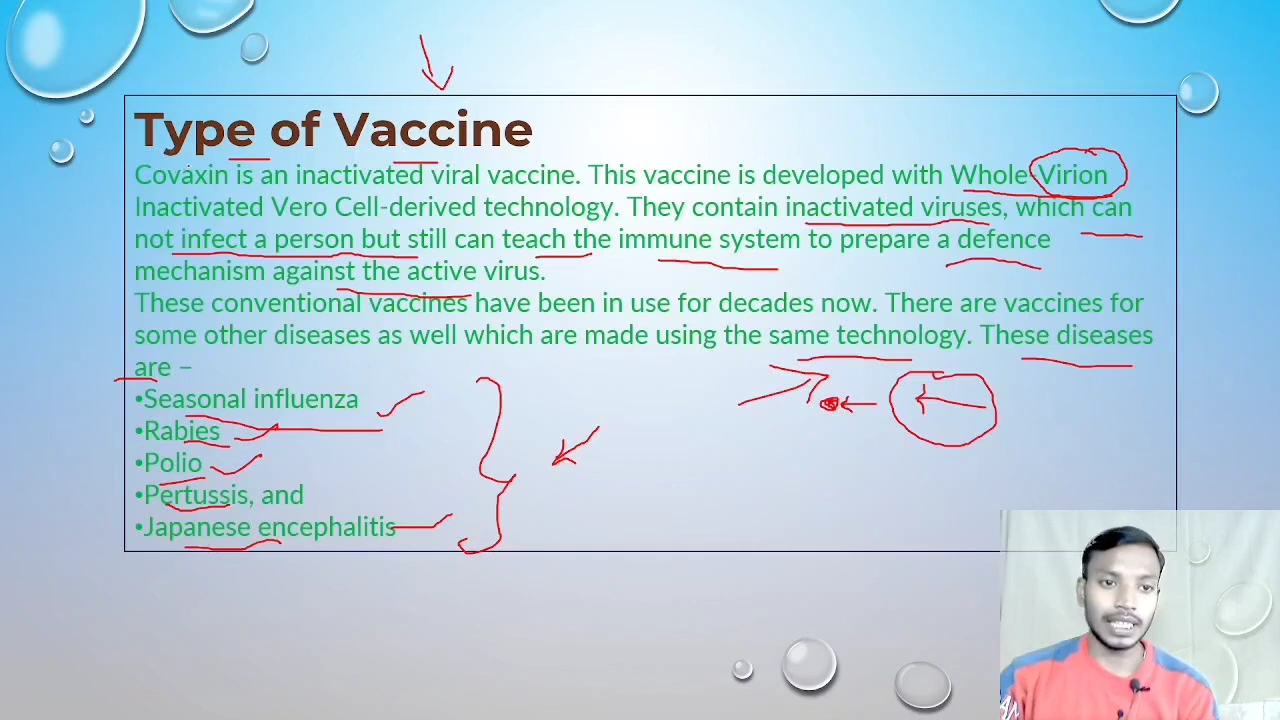 Type of Vaccine
Covaxin is an inactivated viral vaccine. This vaccine is developed with Whole Virion
Inactivated Vero Cell-derived technology. They contain inactivated viruses, which can
not infect a person but still can teach the immune system to prepare a defence
mechanism against the active virus.
These conventional vaccines have been in use for decades now. There are vaccines for
some other diseases as well which are made using the same technology. These diseases
are –
•Seasonal influenza
•Rabies
•Polio
•Pertussis, and
•Japanese encephalitis